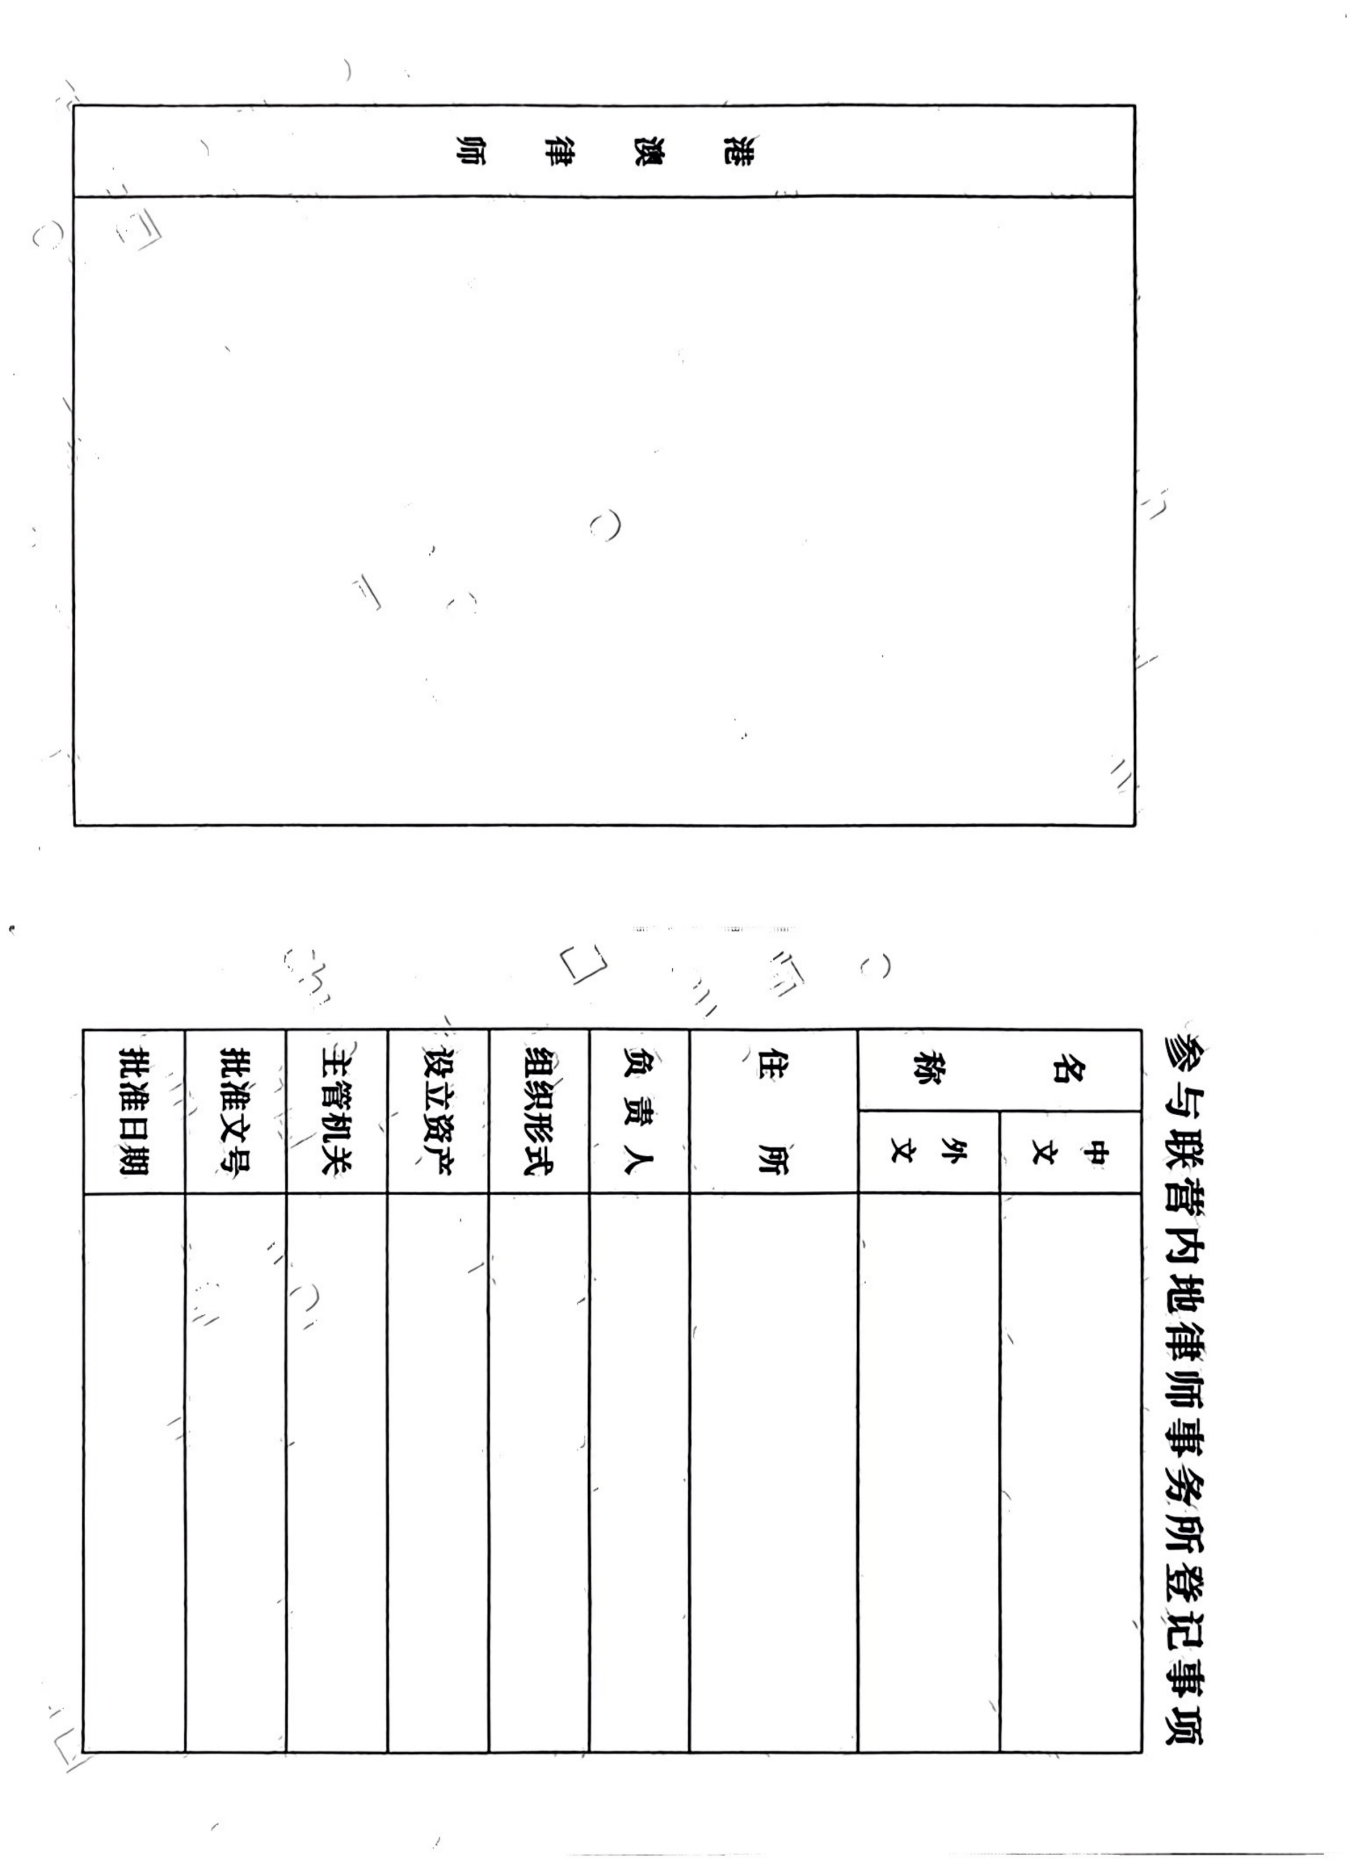 港澳律师
参与联营内地律师事务所登记事项
名称
中文
外文
住所
负责人
组织形式
设立资产
主管机关
批准文号
批准日期